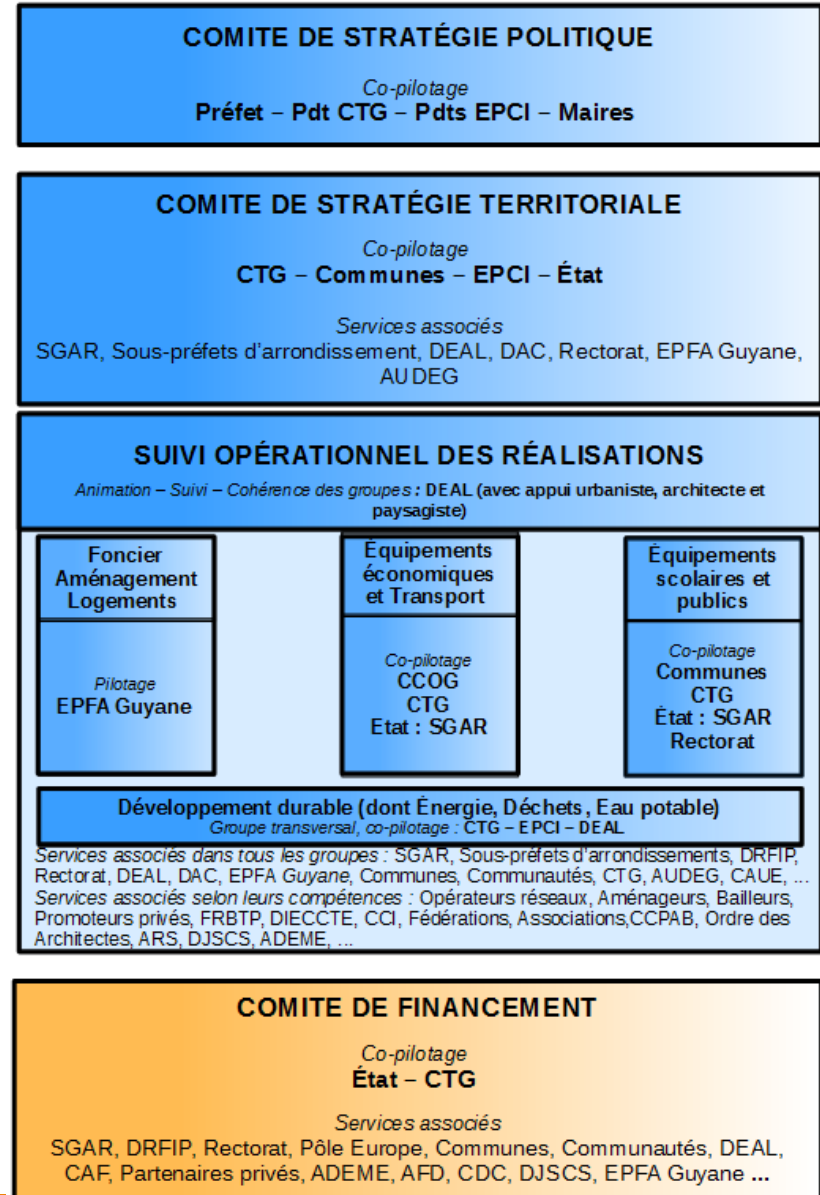 COMITE DE STRATÉGIE POLITIQUE
Co-pilotage
Préfet – Pdt CTG – Pdts EPCI – Maires
COMITE DE STRATÉGIE TERRITORIALE
Co-pilotage
CTG – Communes – EPCI – État
Services associés
SGAR, Sous-préfets d'arrondissement, DEAL, DAC, Rectorat, EPFA Guyane,
AUDEG
SUIVI OPÉRATIONNEL DES RÉALISATIONS
Animation – Suivi – Cohérence des groupes : DEAL (avec appui urbaniste, architecte et
paysagiste)
Foncier
Aménagement
Logements
Pilotage
EPFA Guyane
Équipements
économiques
et Transport
Co-pilotage
CCOG
CTG
Etat : SGAR
Équipements
scolaires et
publics
Co-pilotage
Communes
CTG
État : SGAR
Rectorat
Développement durable (dont Énergie, Déchets, Eau potable)
Groupe transversal, co-pilotage : CTG – EPCI – DEAL
Services associés dans tous les groupes : SGAR, Sous-préfets d'arrondissements, DRFIP,
Rectorat, DEAL, DAC, EPFA Guyane, Communes, Communautés, CTG, AUDEG, CAUE, ...
Services associés selon leurs compétences : Opérateurs réseaux, Aménageurs, Bailleurs,
Promoteurs privés, FRBTP, DIECCTE, CCI, Fédérations, Associations,CCPAB, Ordre des
Architectes, ARS, DJSCS, ADEME, ...
COMITE DE FINANCEMENT
Co-pilotage
État – CTG
Services associés
SGAR, DRFIP, Rectorat, Pôle Europe, Communes, Communautés, DEAL,
CAF, Partenaires privés, ADEME, AFD, CDC, DJSCS, EPFA Guyane ...